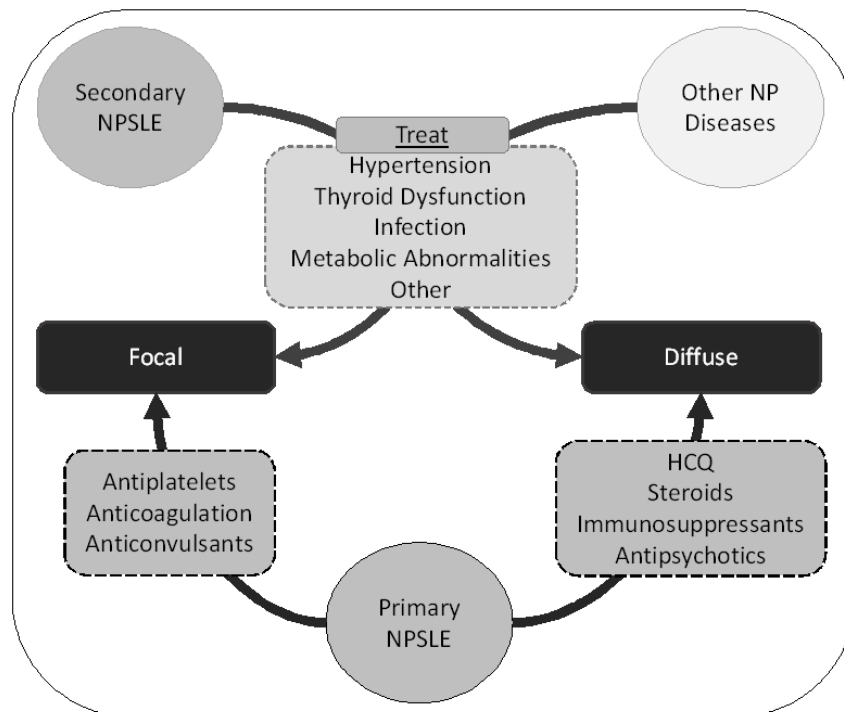 Secondary
NPSLE
Other NP
Diseases
Treat
Hypertension
Thyroid Dysfunction
Infection
Metabolic Abnormalities
Other
Focal
Diffuse
Antiplatelets
Anticoagulation
Anticonvulsants
HCQ
Steroids
Immunosuppressants
Antipsychotics
Primary
NPSLE